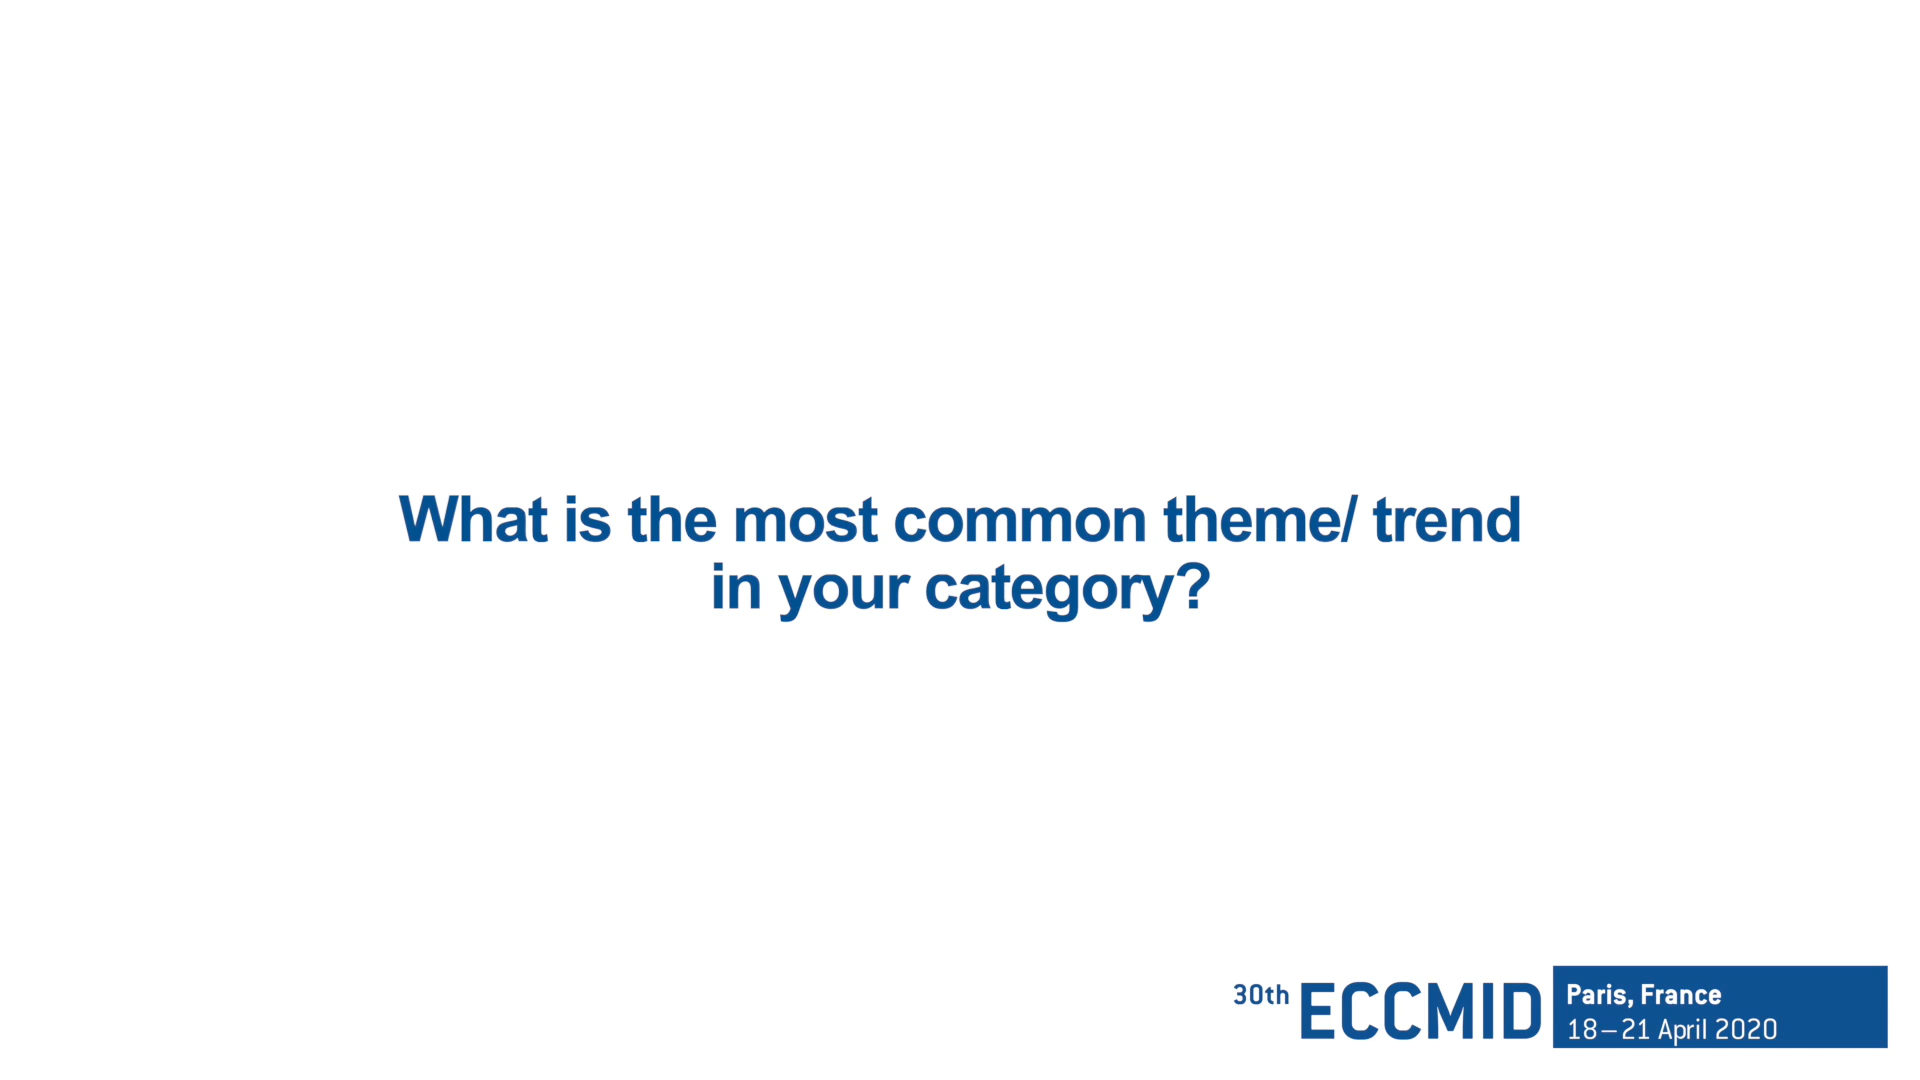 What is the most common theme/ trend
in your category?
30th ECCMID
Paris, France
18–21 April 2020